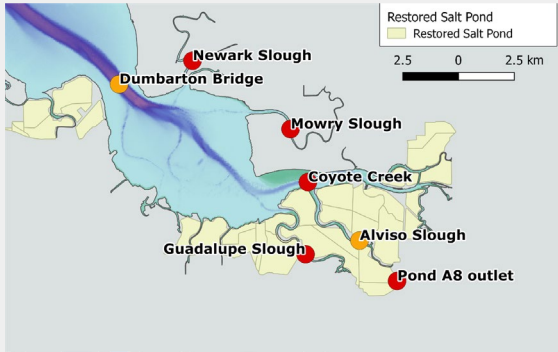 Restored Salt Pond
Restored Salt Pond
2.5 0 2.5 km
Newark Slough
Dumbarton Bridge
Mowry Slough
Coyote Creek
Alviso Slough
Guadalupe Slough
Pond A8 outlet